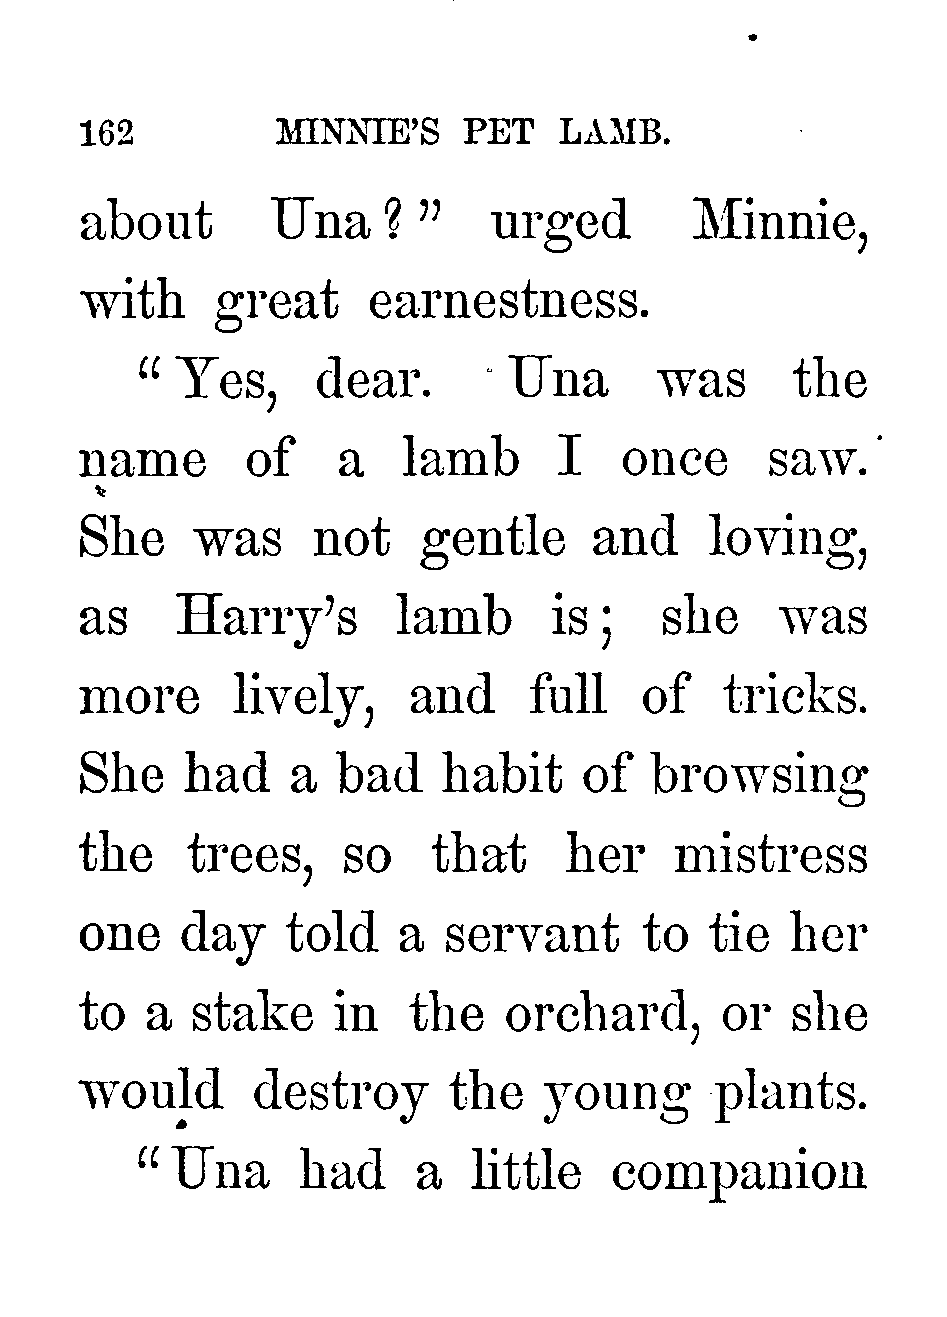 162 MINNIE'S PET LAMB.
about Una?" urged Minnie,
with great earnestness.
"Yes, dear. Una was the
name of a lamb I once saw.
She was not gentle and loving,
as Harry's lamb is; she was
more lively, and full of tricks.
She had a bad habit of browsing
the trees, so that her mistress
one day told a servant to tie her
to a stake in the orchard, or she
would destroy the young plants.
"Una had a little companion